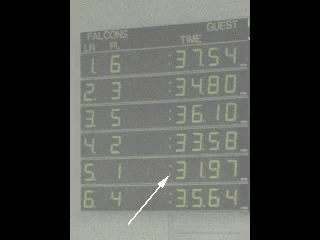 FALCONS GUEST
LN PL TIME
1. 6 :37.54
2. 3 :34.80
3. 5 :36.10
4. 2 :33.58
5. 1 :31.97
6. 4 :35.64